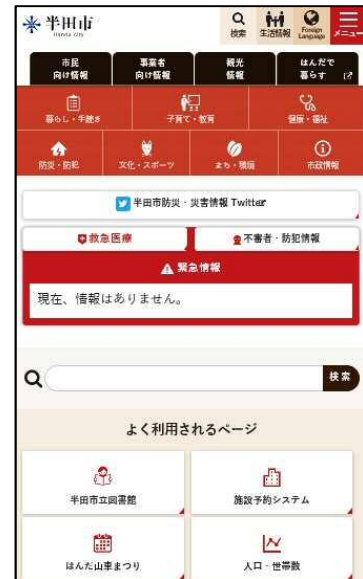 半田市
Handa City
検索
生活情報
Foreign Language
メニュー
市民
向け情報
事業者
向け情報
観光
情報
はんだで
暮らす
暮らし・手続き
子育て・教育
健康・福祉
防災・防犯
文化・スポーツ
まち・環境
市政情報
半田市防災・災害情報 Twitter
救急医療
不審者・防犯情報
緊急情報
現在、情報はありません。
検索
よく利用されるページ
半田市立図書館
施設予約システム
はんだ山車まつり
人口・世帯数